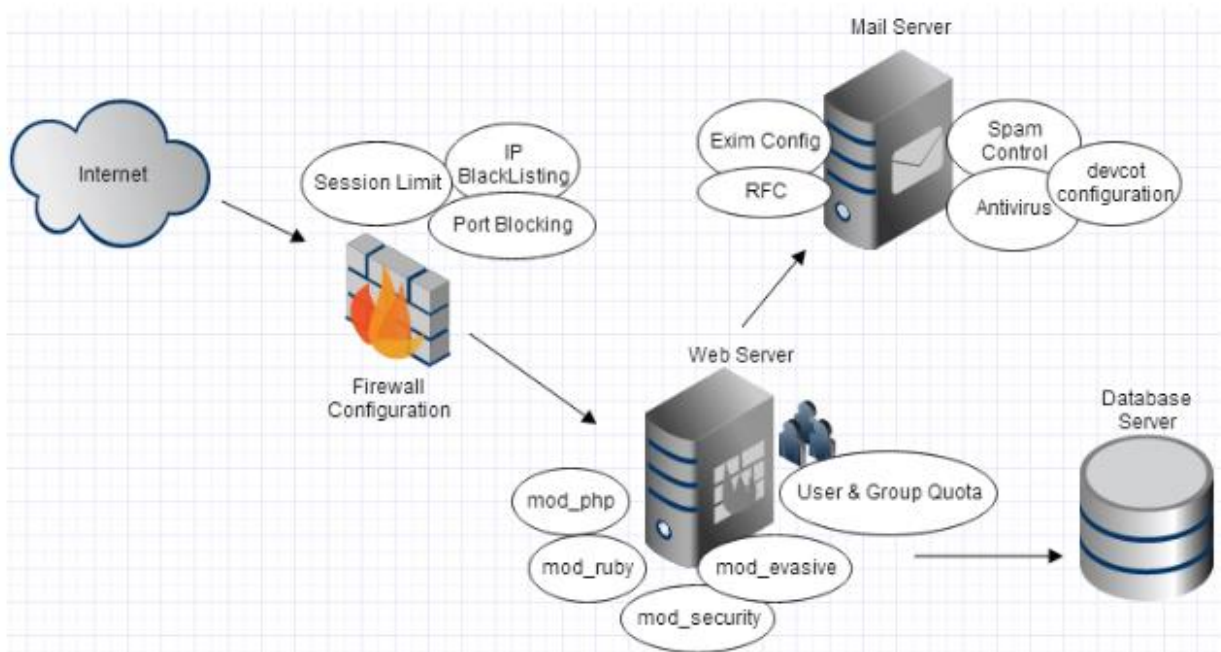 Mail Server
Exim Config
RFC
Spam
Control
devcot
configuration
Antivirus
Internet
Session Limit
IP
BlackListing
Port Blocking
Firewall
Configuration
Web Server
User & Group Quota
mod_php
mod_ruby
mod_evasive
mod_security
Database
Server